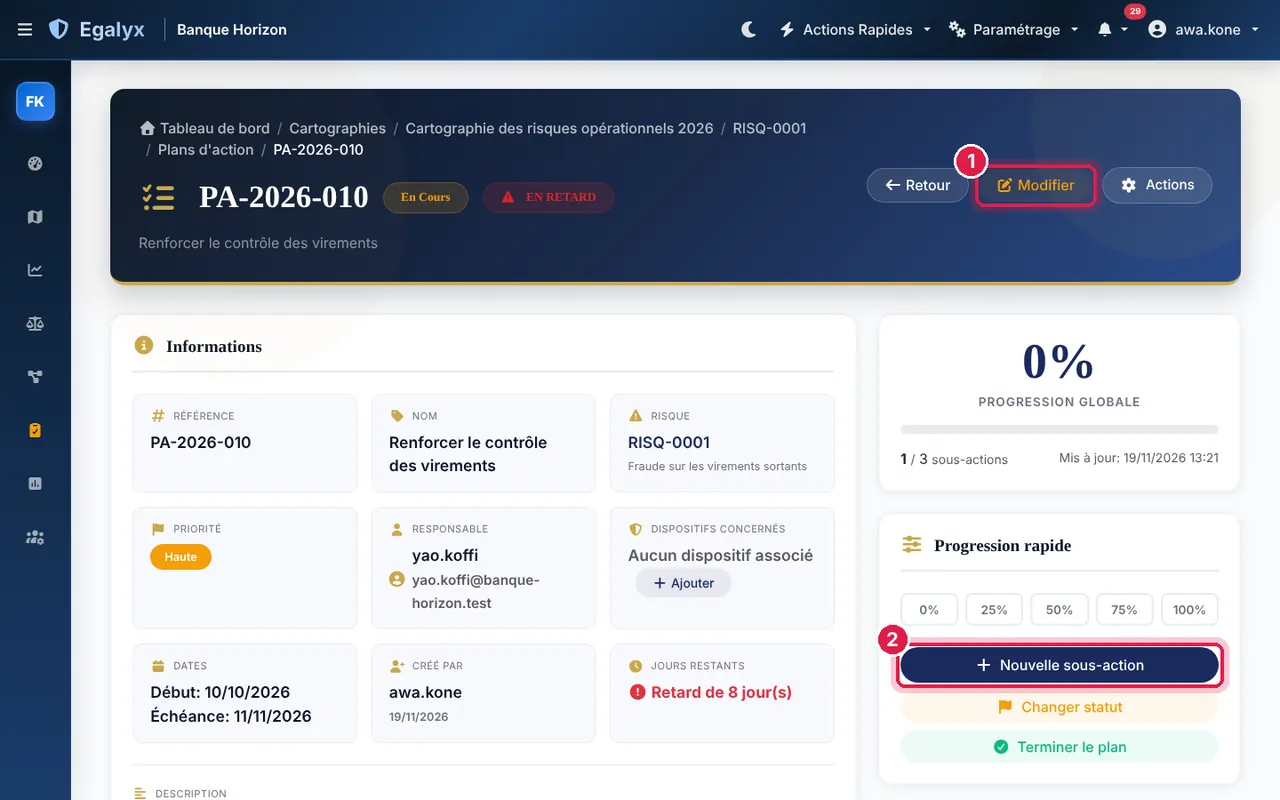 Egalyx
Banque Horizon
Actions Rapides
Paramétrage
29
awa.kone
FK
Tableau de bord / Cartographies / Cartographie des risques opérationnels 2026 / RISQ-0001
/ Plans d'action / PA-2026-010
PA-2026-010
En Cours
EN RETARD
Renforcer le contrôle des virements
1
Retour
Modifier
Actions
Informations
RÉFÉRENCE
PA-2026-010
NOM
Renforcer le contrôle
des virements
RISQUE
RISQ-0001
Fraude sur les virements sortants
PRIORITÉ
Haute
RESPONSABLE
yao.koffi
yao.koffi@banque-
horizon.test
DISPOSITIFS CONCERNÉS
Aucun dispositif associé
+ Ajouter
DATES
Début: 10/10/2026
Échéance: 11/11/2026
CRÉÉ PAR
awa.kone
19/11/2026
JOURS RESTANTS
Retard de 8 jour(s)
DESCRIPTION
0%
PROGRESSION GLOBALE
1 / 3 sous-actions
Mis à jour: 19/11/2026 13:21
Progression rapide
0%
25%
50%
75%
100%
2
+ Nouvelle sous-action
Changer statut
Terminer le plan